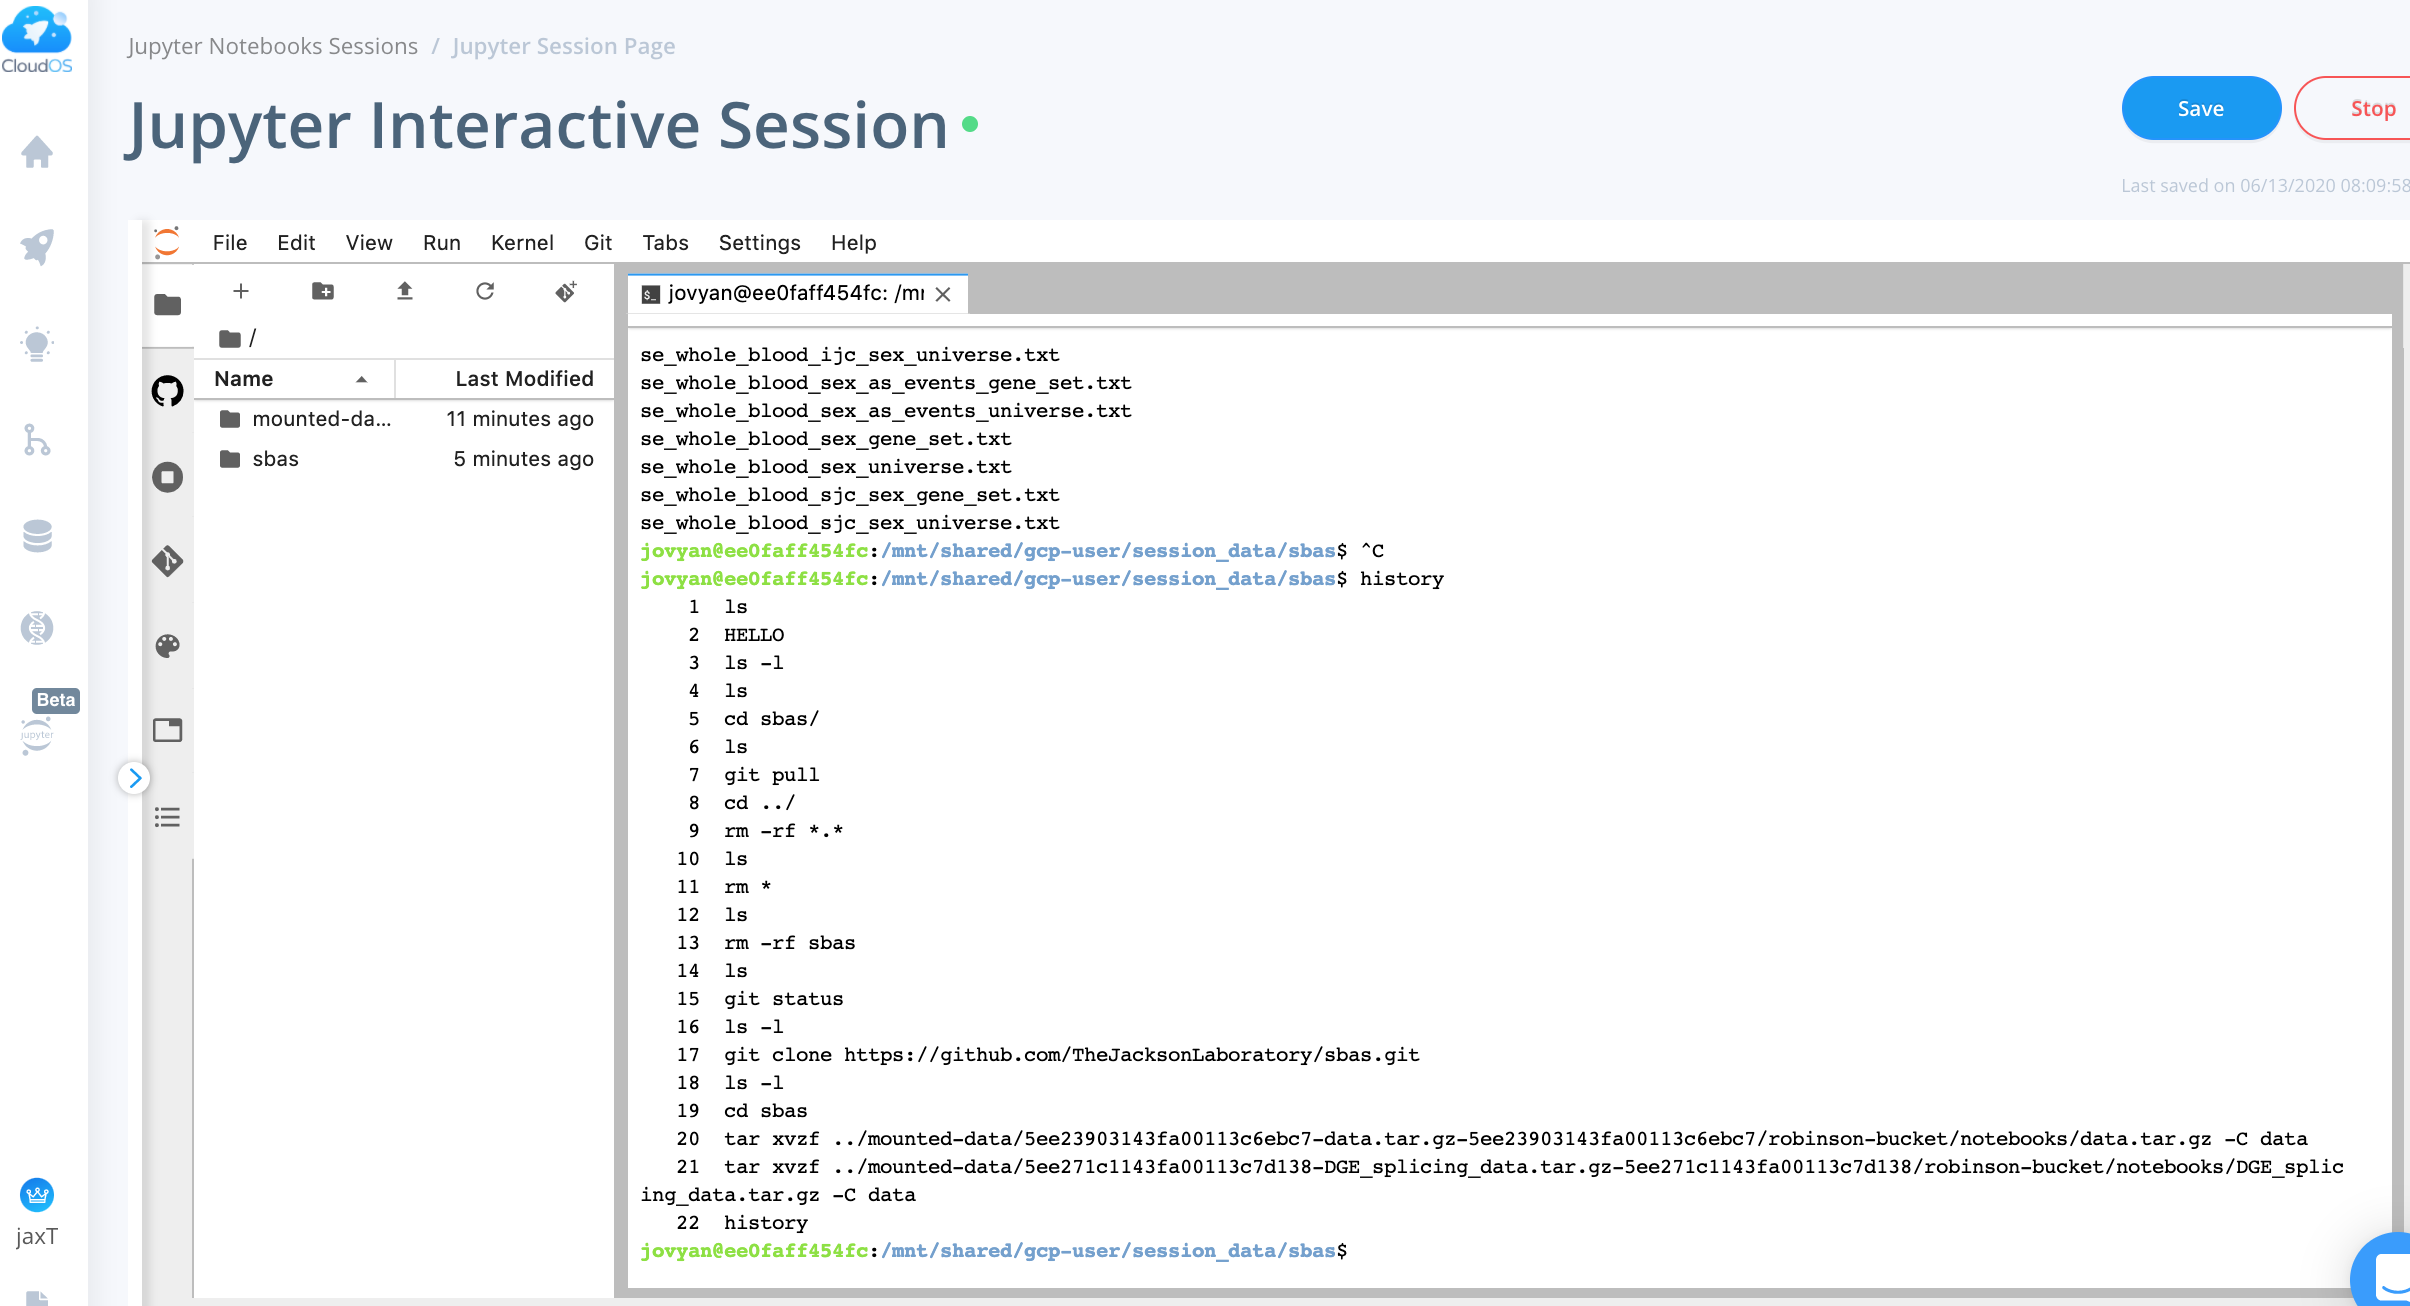 CloudOS
Jupyter Notebooks Sessions / Jupyter Session Page
Jupyter Interactive Session
Save
Stop
Last saved on 06/13/2020 08:09:58
File Edit View Run Kernel Git Tabs Settings Help
$_ jovyan@ee0faff454fc: /mr
/
Name Last Modified
mounted-da... 11 minutes ago
sbas 5 minutes ago
Beta
jupyter
jaxT
se_whole_blood_ijc_sex_universe.txt
se_whole_blood_sex_as_events_gene_set.txt
se_whole_blood_sex_as_events_universe.txt
se_whole_blood_sex_gene_set.txt
se_whole_blood_sex_universe.txt
se_whole_blood_sjc_sex_gene_set.txt
se_whole_blood_sjc_sex_universe.txt
jovyan@ee0faff454fc:/mnt/shared/gcp-user/session_data/sbas$ ^C
jovyan@ee0faff454fc:/mnt/shared/gcp-user/session_data/sbas$ history
1 ls
2 HELLO
3 ls -l
4 ls
5 cd sbas/
6 ls
7 git pull
8 cd ../
9 rm -rf *.*
10 ls
11 rm *
12 ls
13 rm -rf sbas
14 ls
15 git status
16 ls -l
17 git clone https://github.com/TheJacksonLaboratory/sbas.git
18 ls -l
19 cd sbas
20 tar xvzf ../mounted-data/5ee23903143fa00113c6ebc7-data.tar.gz-5ee23903143fa00113c6ebc7/robinson-bucket/notebooks/data.tar.gz -C data
21 tar xvzf ../mounted-data/5ee271c1143fa00113c7d138-DGE_splicing_data.tar.gz-5ee271c1143fa00113c7d138/robinson-bucket/notebooks/DGE_splic
ing_data.tar.gz -C data
22 history
jovyan@ee0faff454fc:/mnt/shared/gcp-user/session_data/sbas$